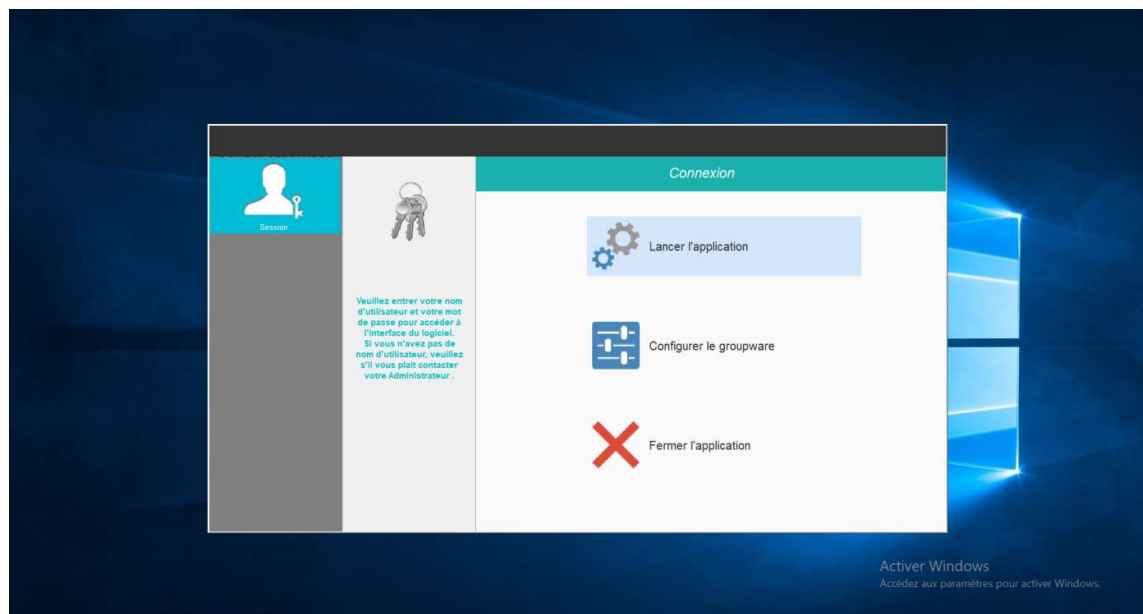 Connexion
Session
Veuillez entrer votre nom
d'utilisateur et votre mot
de passe pour accéder à
l'interface du logiciel.
Si vous n'avez pas de
nom d'utilisateur, veuillez
s'il vous plait contacter
votre Administrateur .
Lancer l'application
Configurer le groupware
Fermer l'application
Activer Windows
Accédez aux paramètres pour activer Windows.